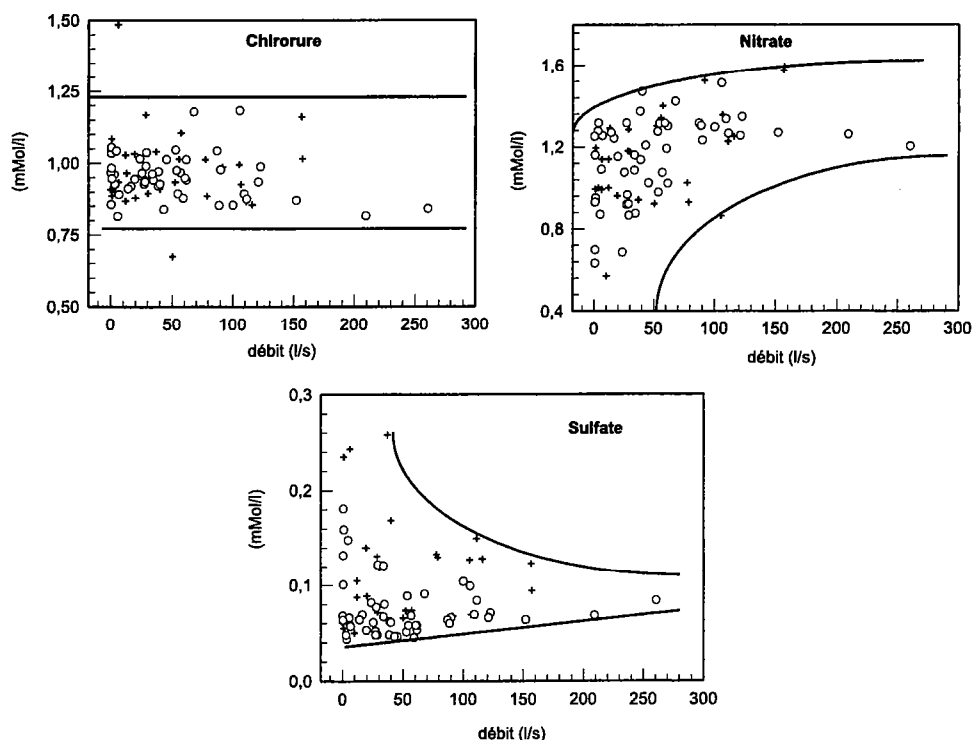 Chlrorure
(mMol/l)
1,50
1,25
1,00
0,75
0,50
0 50 100 150 200 250 300
débit (l/s)
Nitrate
(mMol/l)
1,6
1,2
0,8
0,4
0 50 100 150 200 250 300
débit (l/s)
Sulfate
(mMol/l)
0,3
0,2
0,1
0,0
0 50 100 150 200 250 300
débit (l/s)